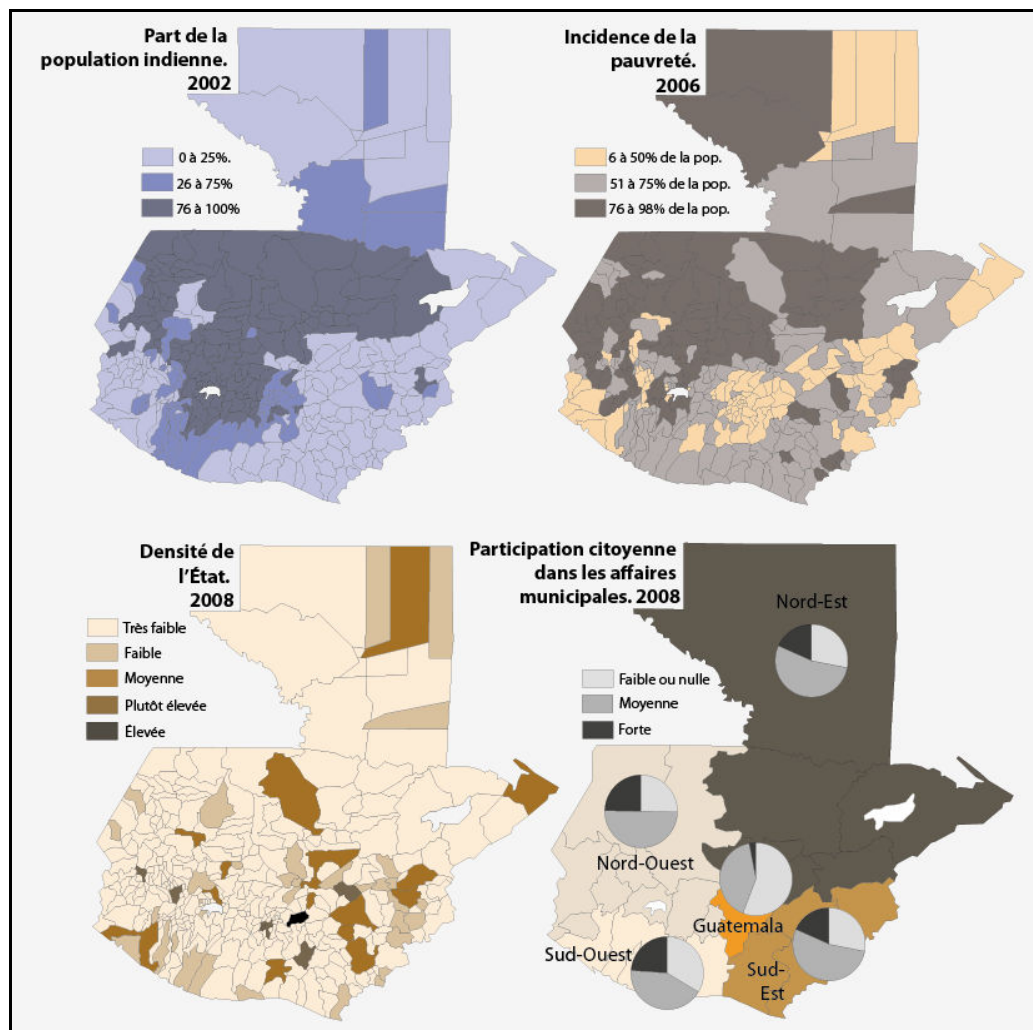 Part de la
population indienne.
2002
0 à 25%.
26 à 75%
76 à 100%
Incidence de la
pauvreté.
2006
6 à 50% de la pop.
51 à 75% de la pop.
76 à 98% de la pop.
Densité de
l'État.
2008
Très faible
Faible
Moyenne
Plutôt élevée
Élevée
Participation citoyenne
dans les affaires
municipales. 2008
Faible ou nulle
Moyenne
Forte
Nord-Est
Nord-Ouest
Guatemala
Sud-Ouest
Sud-
Est